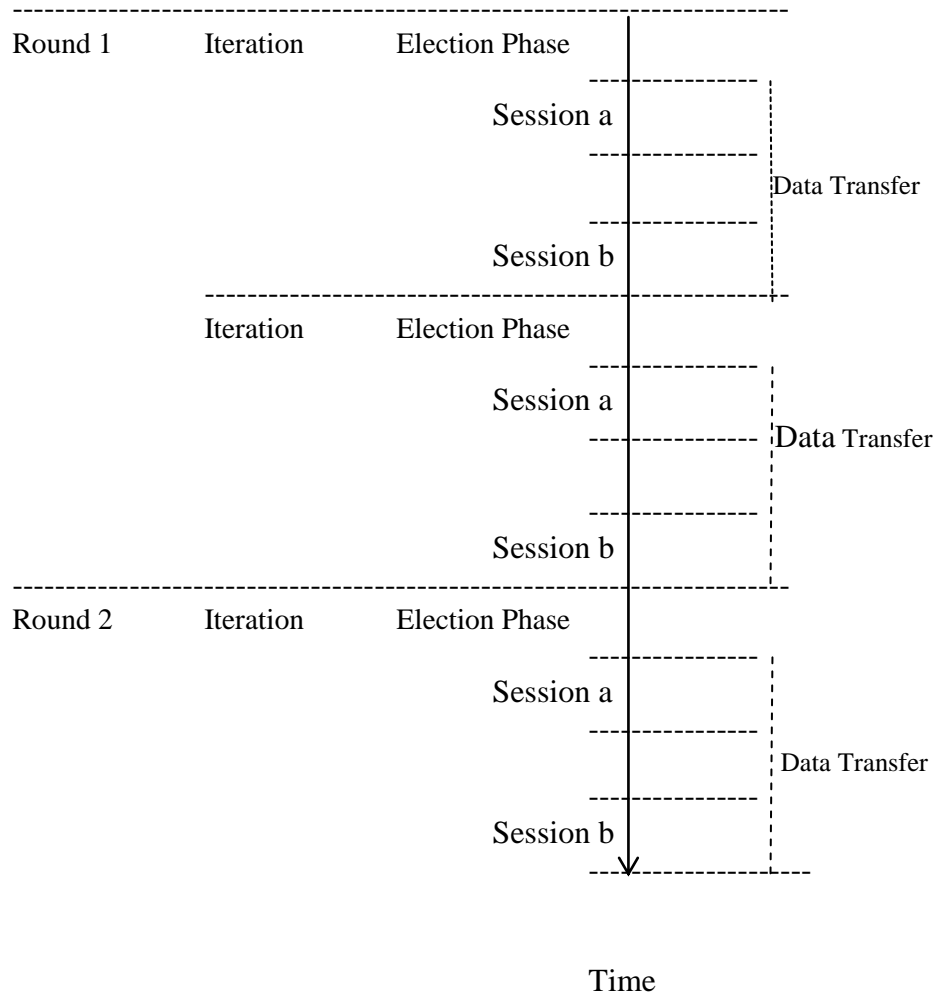 Round 1 Iteration Election Phase
Session a
Data Transfer
Session b
Iteration Election Phase
Session a
Data Transfer
Session b
Round 2 Iteration Election Phase
Session a
Data Transfer
Session b
Time